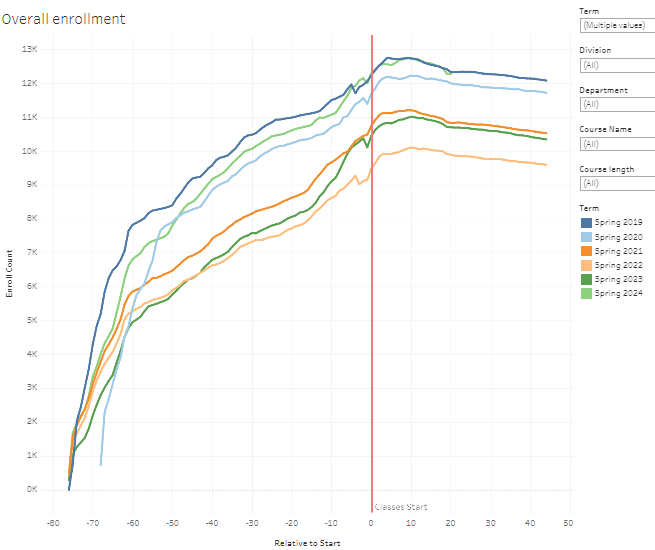 Overall enrollment
Term
(Multiple values)
Division
(All)
Department
(All)
Course Name
(All)
Course length
(All)
Term
Spring 2019
Spring 2020
Spring 2021
Spring 2022
Spring 2023
Spring 2024
13K
12K
11K
10K
9K
8K
7K
6K
5K
4K
3K
2K
1K
0K
Enroll Count
Classes Start
-80 -70 -60 -50 -40 -30 -20 -10 0 10 20 30 40 50
Relative to Start